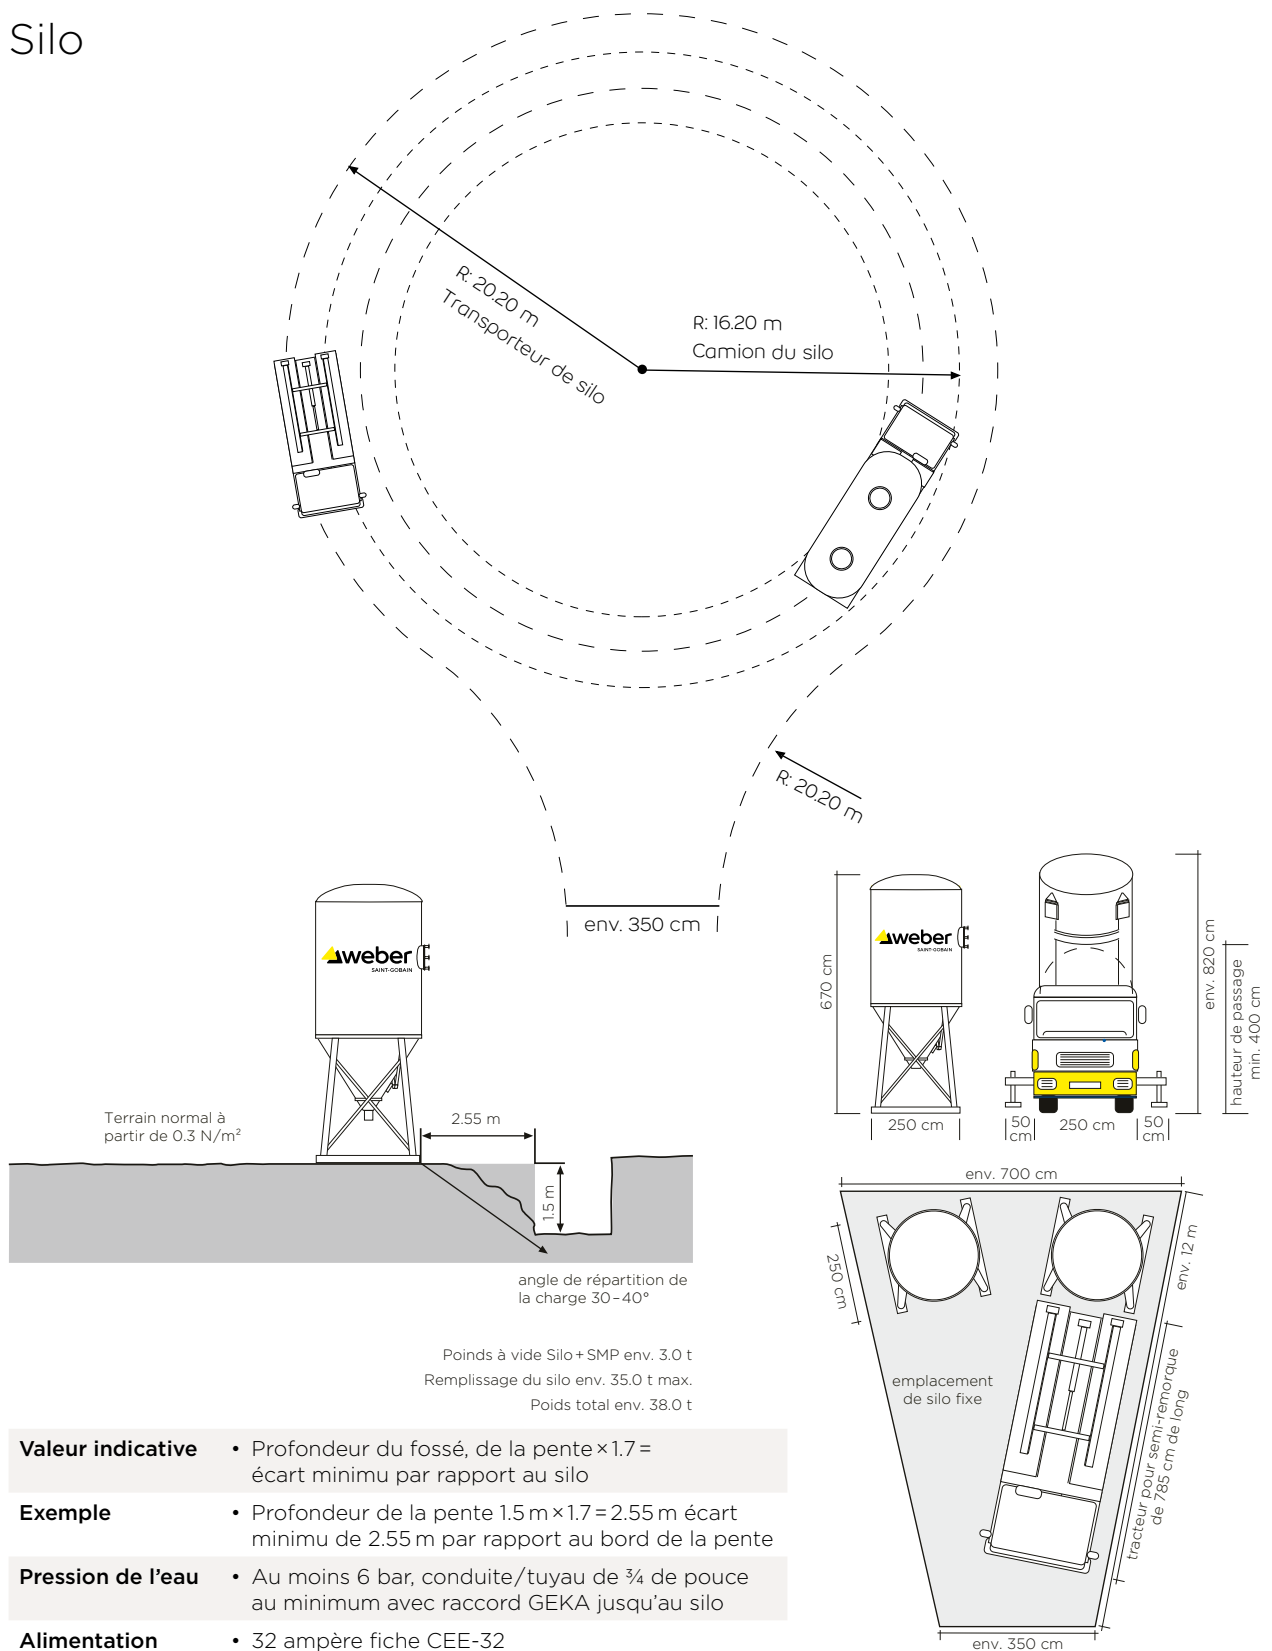 Silo
R: 20.20 m
Transporteur de silo
R: 16.20 m
Camion du silo
R: 20.20 m
env. 350 cm
weber
SAINT-GOBAIN
Terrain normal à
partir de 0.3 N/m²
2.55 m
1.5 m
angle de répartition de
la charge 30–40°
670 cm
weber
SAINT-GOBAIN
250 cm
50
cm
250 cm
50
cm
env. 820 cm
hauteur de passage
min. 400 cm
env. 700 cm
250 cm
env. 12 m
emplacement
de silo fixe
tracteur pour semi-remorque
de 785 cm de long
env. 350 cm
Poinds à vide Silo + SMP env. 3.0 t
Remplissage du silo env. 35.0 t max.
Poids total env. 38.0 t
Valeur indicative • Profondeur du fossé, de la pente × 1.7 =
écart minimu par rapport au silo
Exemple • Profondeur de la pente 1.5 m × 1.7 = 2.55 m écart
minimu de 2.55 m par rapport au bord de la pente
Pression de l’eau • Au moins 6 bar, conduite/tuyau de ¾ de pouce
au minimum avec raccord GEKA jusqu’au silo
Alimentation • 32 ampère fiche CEE-32